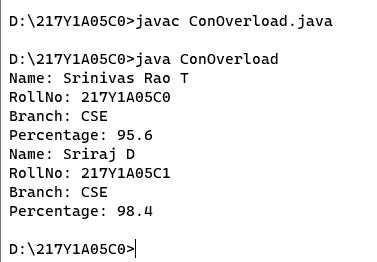 D:\217Y1A05C0>javac ConOverload.java
D:\217Y1A05C0>java ConOverload
Name: Srinivas Rao T
RollNo: 217Y1A05C0
Branch: CSE
Percentage: 95.6
Name: Sriraj D
RollNo: 217Y1A05C1
Branch: CSE
Percentage: 98.4
D:\217Y1A05C0>